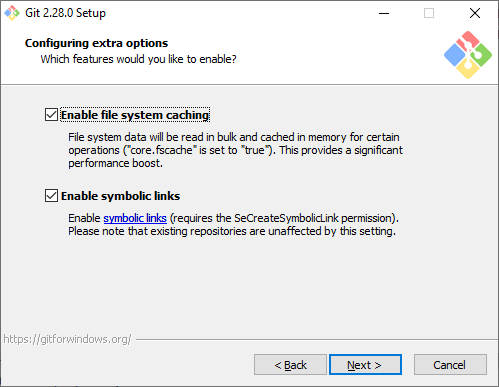 Git 2.28.0 Setup
Configuring extra options
Which features would you like to enable?
Enable file system caching
File system data will be read in bulk and cached in memory for certain
operations ("core.fscache" is set to "true"). This provides a significant
performance boost.
Enable symbolic links
Enable symbolic links (requires the SeCreateSymbolicLink permission).
Please note that existing repositories are unaffected by this setting.
https://gitforwindows.org/
< Back
Next >
Cancel